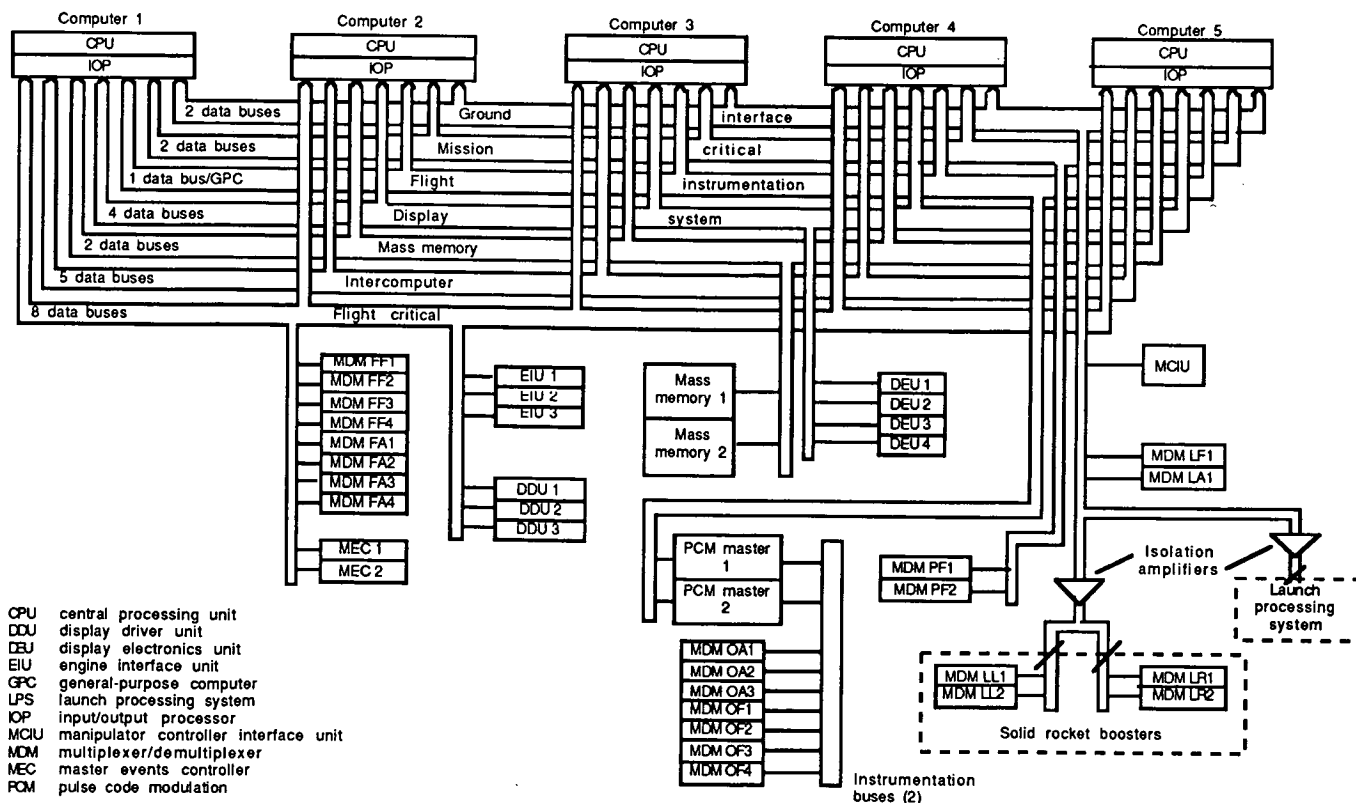 Computer 1
CPU
IOP
Computer 2
CPU
IOP
Computer 3
CPU
IOP
Computer 4
CPU
IOP
Computer 5
CPU
IOP
2 data buses
Ground interface
2 data buses
Mission critical
1 data bus/GPC
Flight instrumentation
4 data buses
Display system
2 data buses
Mass memory
5 data buses
Intercomputer
8 data buses
Flight critical
MDM FF1
MDM FF2
MDM FF3
MDM FF4
MDM FA1
MDM FA2
MDM FA3
MDM FA4
MEC 1
MEC 2
EIU 1
EIU 2
EIU 3
DDU 1
DDU 2
DDU 3
Mass
memory 1
Mass
memory 2
DEU 1
DEU 2
DEU 3
DEU 4
MCIU
MDM LF1
MDM LA1
PCM master
1
PCM master
2
MDM PF1
MDM PF2
Isolation
amplifiers
Launch
processing
system
MDM OA1
MDM OA2
MDM OA3
MDM OF1
MDM OF2
MDM OF3
MDM OF4
Instrumentation
buses (2)
MDM LL1
MDM LL2
MDM LR1
MDM LR2
Solid rocket boosters
CPU central processing unit
DDU display driver unit
DEU display electronics unit
EIU engine interface unit
GPC general-purpose computer
LPS launch processing system
IOP input/output processor
MCIU manipulator controller interface unit
MDM multiplexer/demultiplexer
MEC master events controller
PCM pulse code modulation